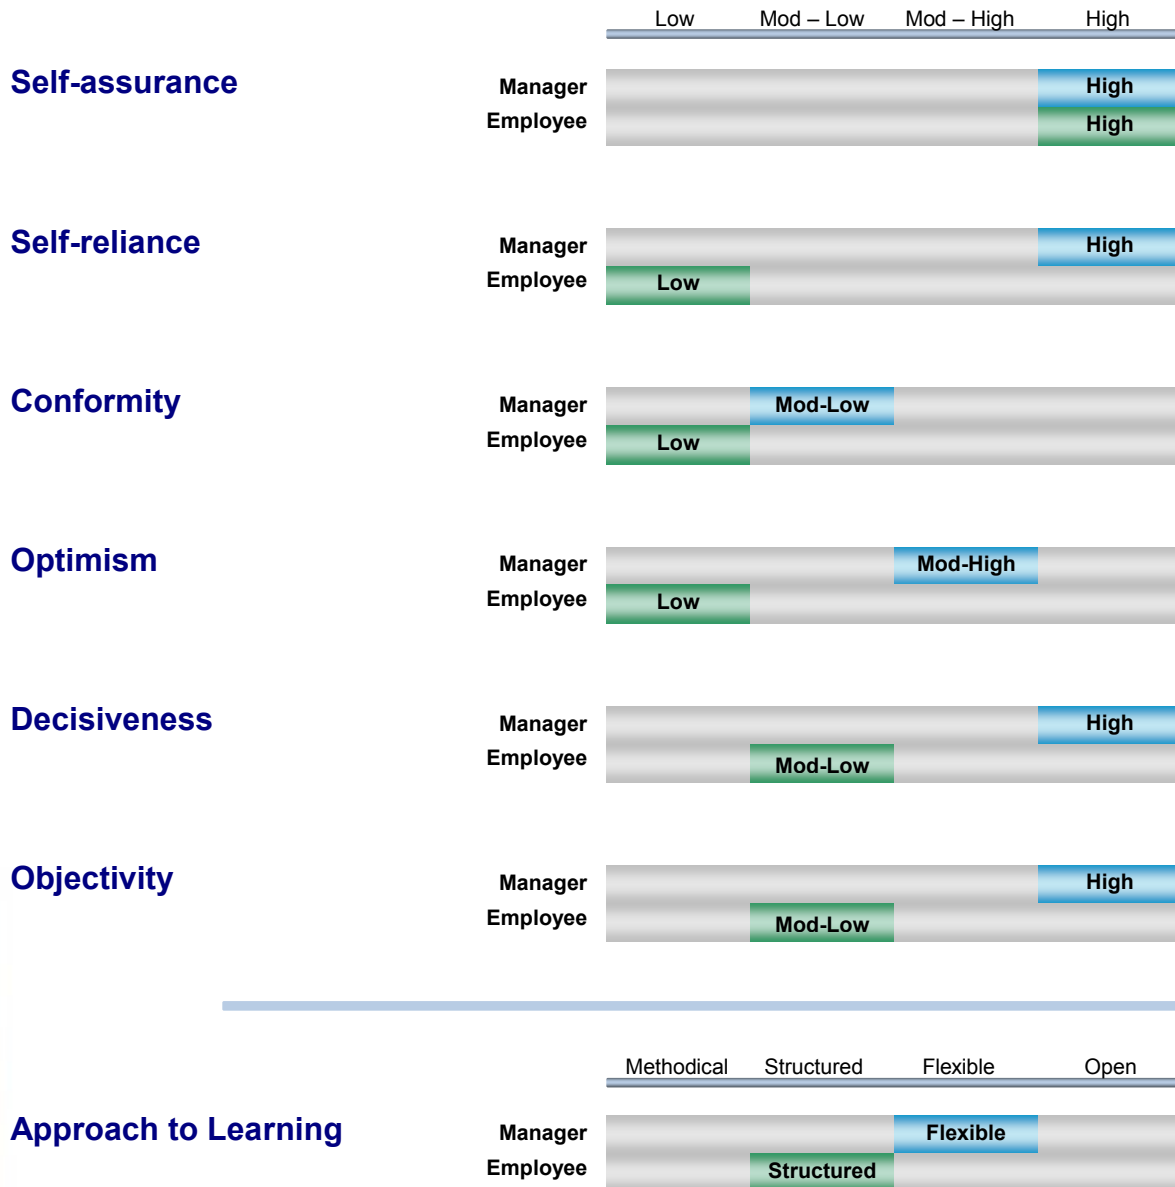 Low Mod – Low Mod – High High
Self-assurance Manager High
Employee High
Self-reliance Manager High
Employee Low
Conformity Manager Mod-Low
Employee Low
Optimism Manager Mod-High
Employee Low
Decisiveness Manager High
Employee Mod-Low
Objectivity Manager High
Employee Mod-Low
Methodical Structured Flexible Open
Approach to Learning Manager Flexible
Employee Structured